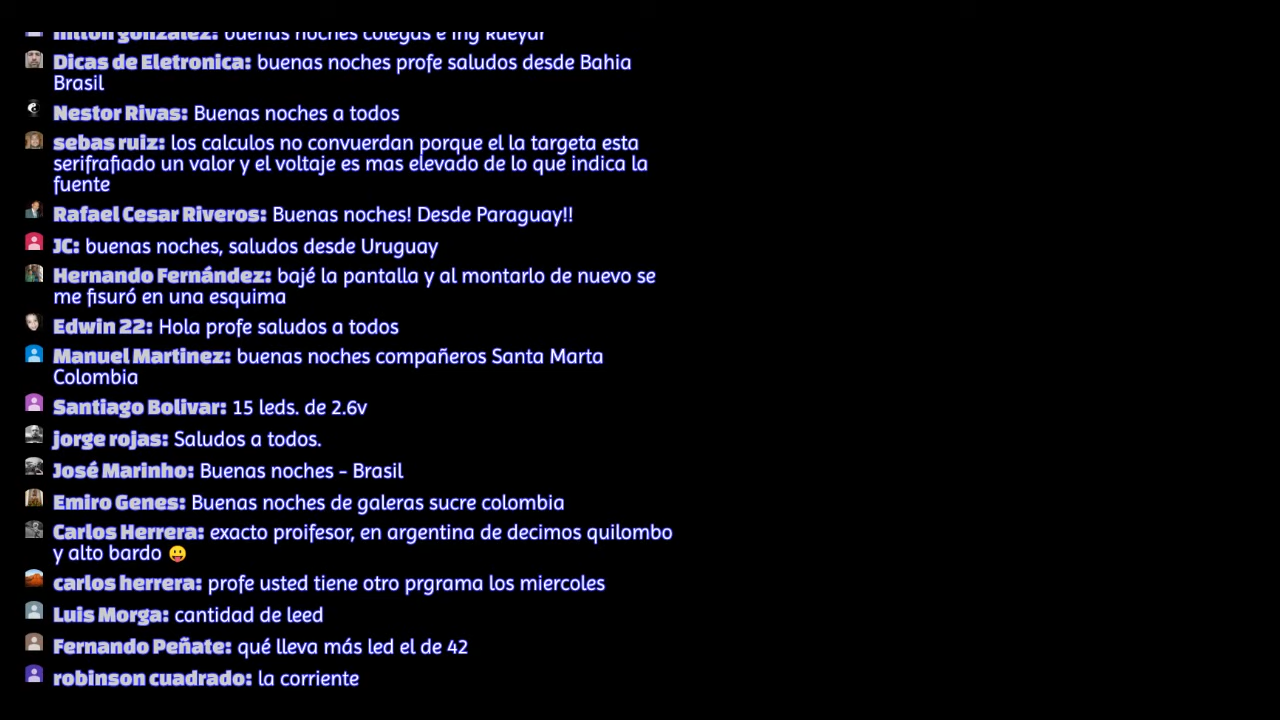 milton gonzalez: buenas noches colegas e ing Rueyar
Dicas de Eletronica: buenas noches profe saludos desde Bahia
Brasil
Nestor Rivas: Buenas noches a todos
sebas ruiz: los calculos no convuerdan porque el la targeta esta
serifrafiado un valor y el voltaje es mas elevado de lo que indica la
fuente
Rafael Cesar Riveros: Buenas noches! Desde Paraguay!!
JC: buenas noches, saludos desde Uruguay
Hernando Fernández: bajé la pantalla y al montarlo de nuevo se
me fisuró en una esquima
Edwin 22: Hola profe saludos a todos
Manuel Martinez: buenas noches compañeros Santa Marta
Colombia
Santiago Bolivar: 15 leds. de 2.6v
jorge rojas: Saludos a todos.
José Marinho: Buenas noches - Brasil
Emiro Genes: Buenas noches de galeras sucre colombia
Carlos Herrera: exacto proifesor, en argentina de decimos quilombo
y alto bardo 😛
carlos herrera: profe usted tiene otro prgrama los miercoles
Luis Morga: cantidad de leed
Fernando Peñate: qué lleva más led el de 42
robinson cuadrado: la corriente